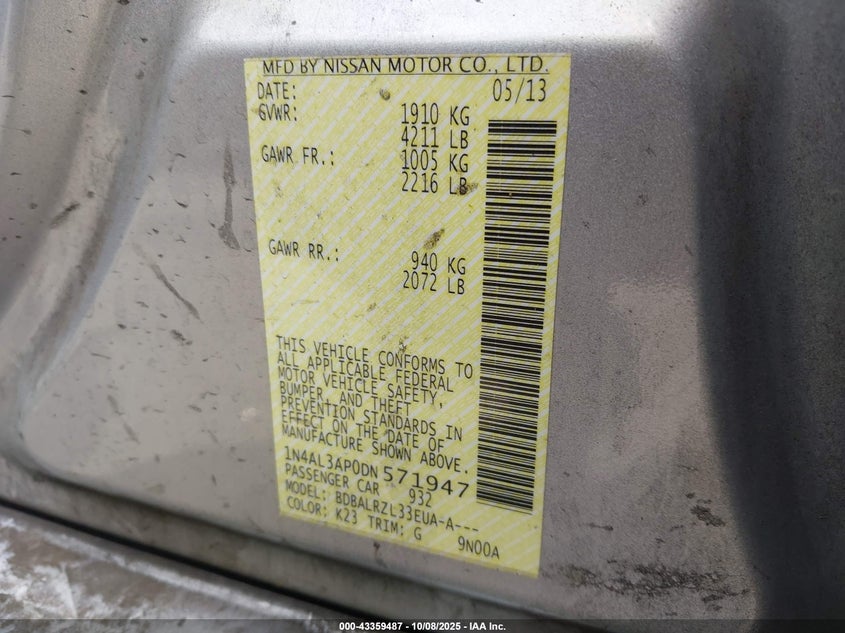 MFD BY NISSAN MOTOR CO., LTD.
DATE: 05/13
GVWR: 1910 KG
4211 LB
GAWR FR.: 1005 KG
2216 LB
GAWR RR.: 940 KG
2072 LB
THIS VEHICLE CONFORMS TO
ALL APPLICABLE FEDERAL
MOTOR VEHICLE SAFETY,
BUMPER, AND THEFT
PREVENTION STANDARDS IN
EFFECT ON THE DATE OF
MANUFACTURE SHOWN ABOVE.
1N4AL3AP0DN571947
PASSENGER CAR 932
MODEL: BDBALRZL33EUA-A---
COLOR: K23 TRIM: G 9N00A
000-43359487 - 10/08/2025 - IAA Inc.